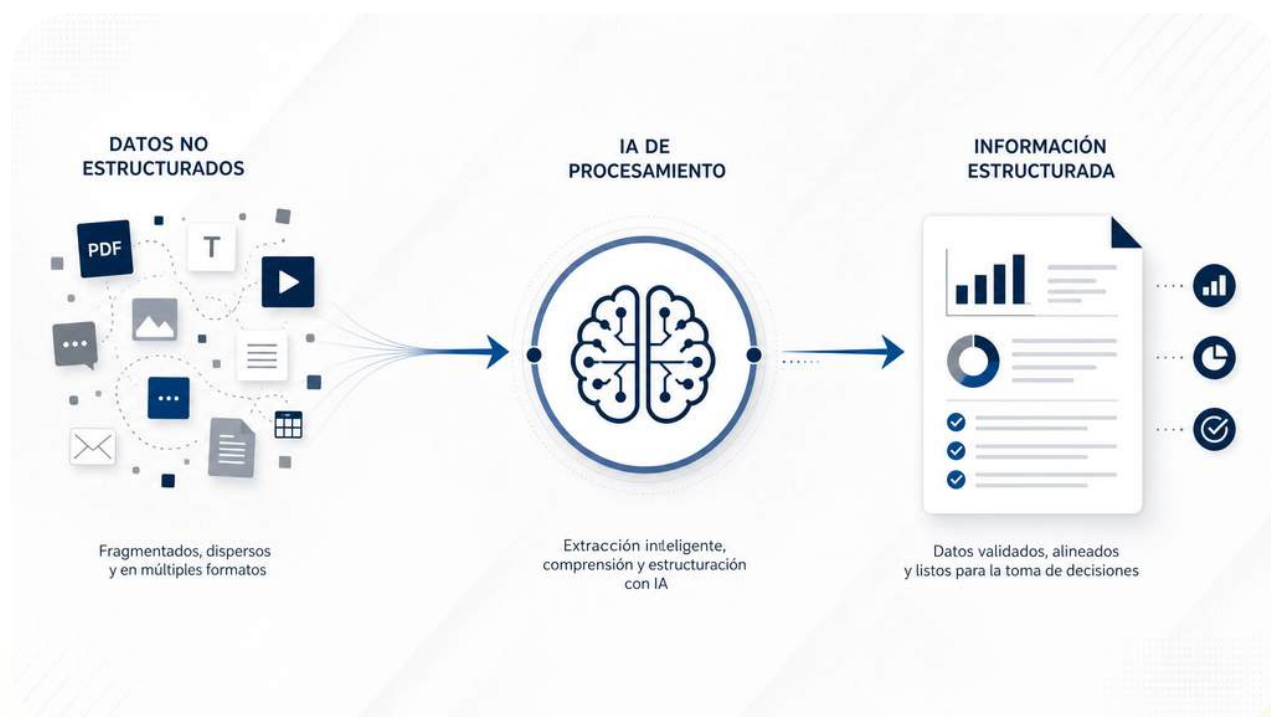 DATOS NO
ESTRUCTURADOS
PDF
T
Fragmentados, dispersos
y en múltiples formatos
IA DE
PROCESAMIENTO
Extracción inteligente,
comprensión y estructuración
con IA
INFORMACIÓN
ESTRUCTURADA
Datos validados, alineados
y listos para la toma de decisiones